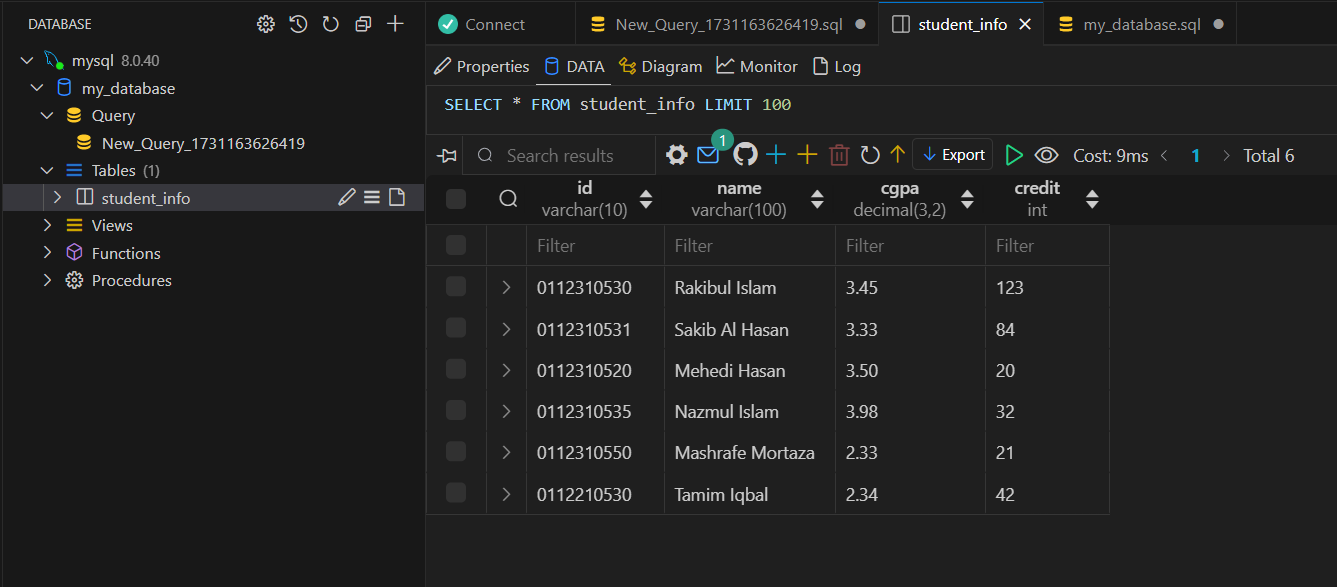 DATABASE
mysql 8.0.40
my_database
Query
New_Query_1731163626419
Tables (1)
student_info
Views
Functions
Procedures
Connect New_Query_1731163626419.sql student_info my_database.sql
Properties DATA Diagram Monitor Log
SELECT * FROM student_info LIMIT 100
Search results 1 Export Cost: 9ms 1 Total 6
id name cgpa credit
varchar(10) varchar(100) decimal(3,2) int
Filter Filter Filter Filter
0112310530 Rakibul Islam 3.45 123
0112310531 Sakib Al Hasan 3.33 84
0112310520 Mehedi Hasan 3.50 20
0112310535 Nazmul Islam 3.98 32
0112310550 Mashrafe Mortaza 2.33 21
0112210530 Tamim Iqbal 2.34 42